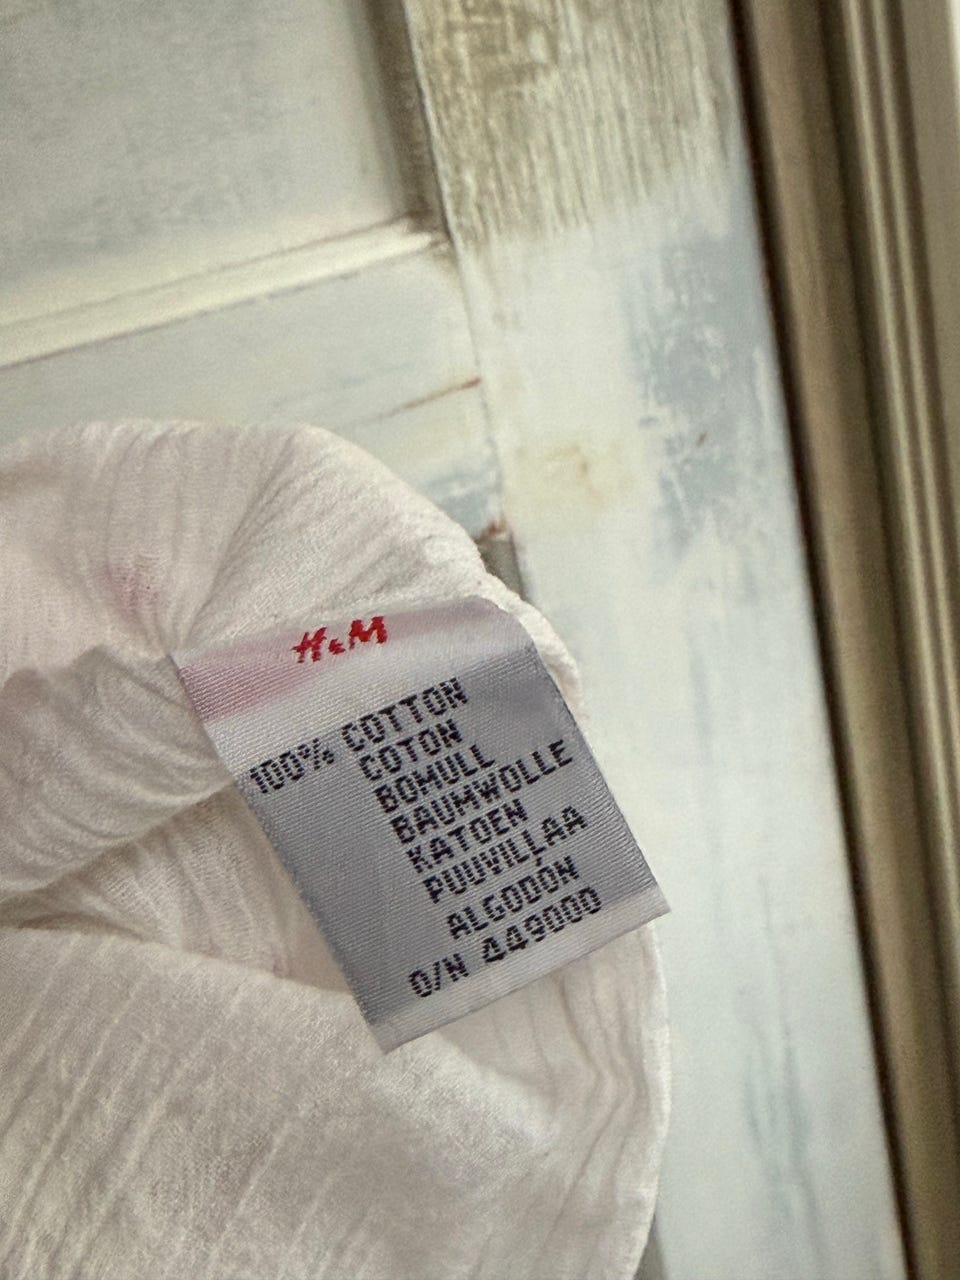 H&M
100% COTTON
COTON
BOMULL
BAUMWOLLE
KATOEN
PUUVILLAA
ALGODÓN
O/N 449000